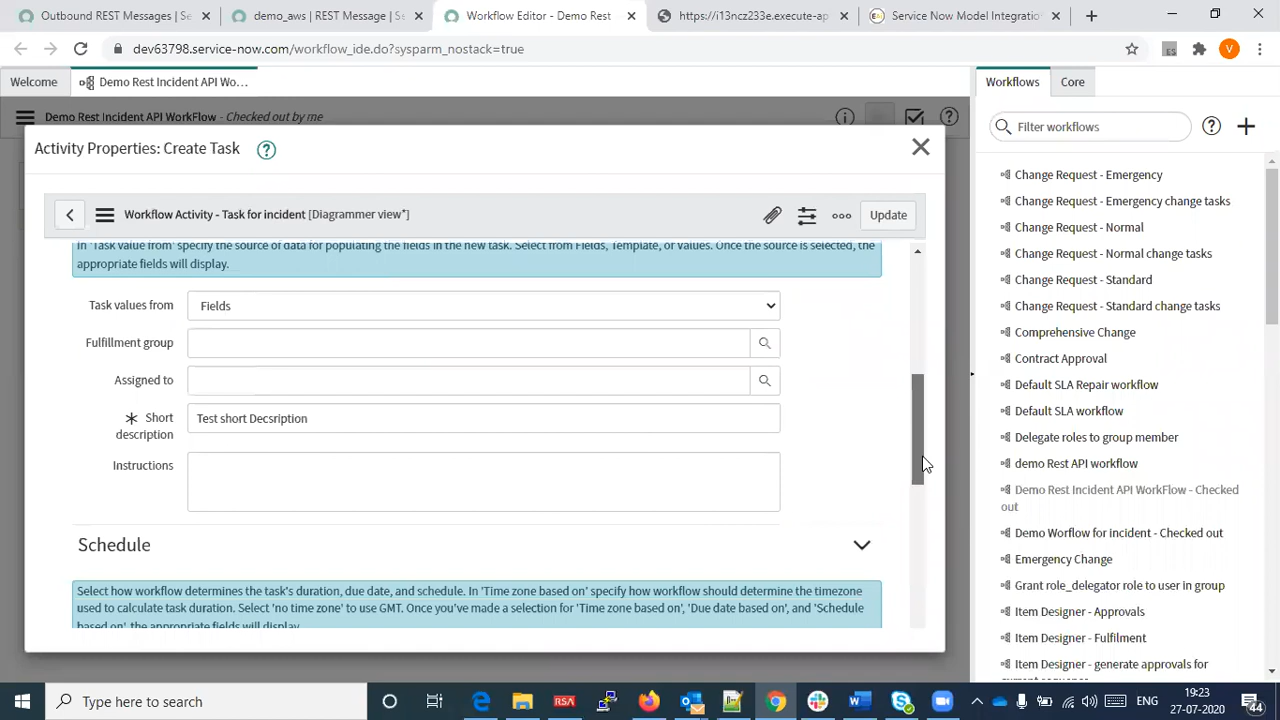 Outbound REST Messages | Se
demo_aws | REST Message | Se
Workflow Editor - Demo Rest
https://i13ncz233e.execute-ap
Service Now Model Integratio
dev63798.service-now.com/workflow_ide.do?sysparm_nostack=true
ES
V
Welcome
Demo Rest Incident API Wo...
Workflows
Core
Demo Rest Incident API WorkFlow - Checked out by me
Filter workflows
Activity Properties: Create Task
Workflow Activity - Task for incident [Diagrammer view*]
Update
In 'Task value from' specify the source of data for populating the fields in the new task. Select from Fields, Template, or Values. Once the source is selected, the
appropriate fields will display.
Task values from
Fields
Fulfillment group
Assigned to
Short
description
Test short Decsription
Instructions
Schedule
Select how workflow determines the task's duration, due date, and schedule. In 'Time zone based on' specify how workflow should determine the timezone
used to calculate task duration. Select 'no time zone' to use GMT. Once you've made a selection for 'Time zone based on', 'Due date based on', and 'Schedule
based on', the appropriate fields will display
Change Request - Emergency
Change Request - Emergency change tasks
Change Request - Normal
Change Request - Normal change tasks
Change Request - Standard
Change Request - Standard change tasks
Comprehensive Change
Contract Approval
Default SLA Repair workflow
Default SLA workflow
Delegate roles to group member
demo Rest API workflow
Demo Rest Incident API WorkFlow - Checked
out
Demo Worflow for incident - Checked out
Emergency Change
Grant role_delegator role to user in group
Item Designer - Approvals
Item Designer - Fulfilment
Item Designer - generate approvals for
current sequence
Type here to search
RSA
ENG
19:23
27-07-2020
44